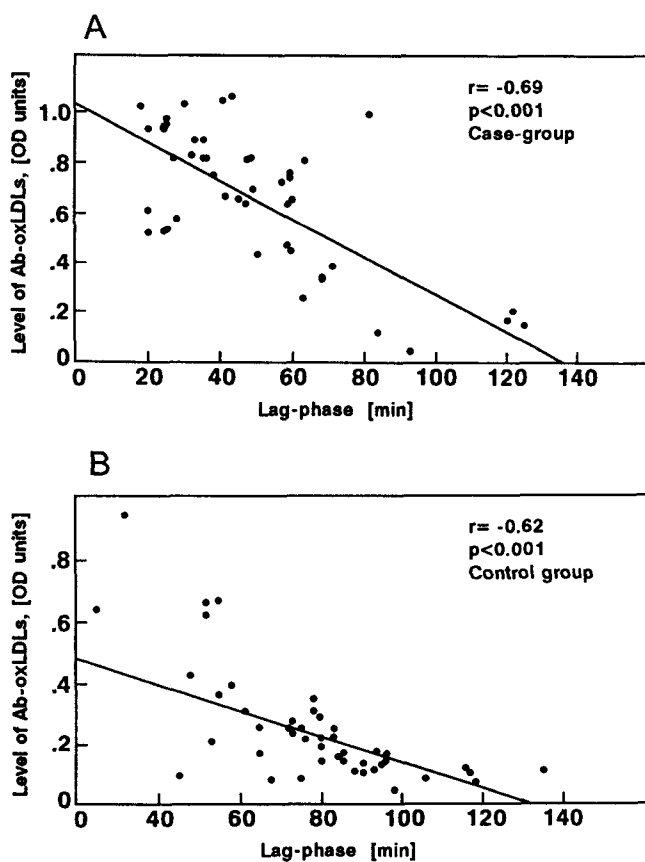 A
Level of Ab-oxLDLs, [OD units]
1.0
.8
.6
.4
0.2
0
r= -0.69
p<0.001
Case-group
0
20
40
60
80
100
120
140
Lag-phase [min]
B
Level of Ab-oxLDLs, [OD units]
.8
.6
.4
.2
0
r= -0.62
p<0.001
Control group
0
20
40
60
80
100
120
140
Lag-phase [min]